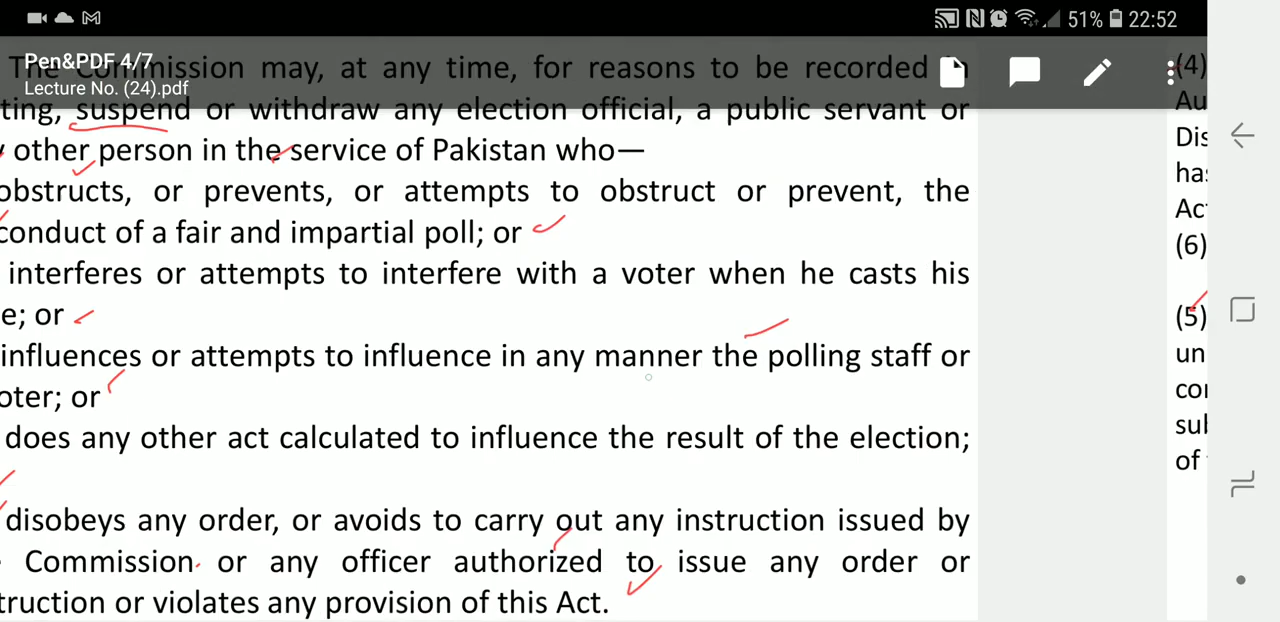 51% 22:52
Pen&PDF 4/7
Lecture No. (24).pdf
The Commission may, at any time, for reasons to be recorded
ting, suspend or withdraw any election official, a public servant or
other person in the service of Pakistan who—
obstructs, or prevents, or attempts to obstruct or prevent, the
conduct of a fair and impartial poll; or
interferes or attempts to interfere with a voter when he casts his
e; or
influences or attempts to influence in any manner the polling staff or
oter; or
does any other act calculated to influence the result of the election;
disobeys any order, or avoids to carry out any instruction issued by
Commission or any officer authorized to issue any order or
truction or violates any provision of this Act.
(4)
Au
Dis
has
Act
(6)
(5)
un
con
sub
of